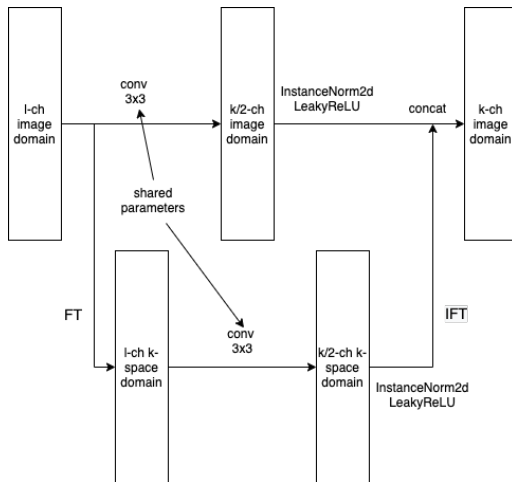 l-ch
image
domain
conv
3x3
k/2-ch
image
domain
InstanceNorm2d
LeakyReLU
concat
k-ch
image
domain
shared
parameters
FT
l-ch k-
space
domain
conv
3x3
k/2-ch k-
space
domain
IFT
InstanceNorm2d
LeakyReLU